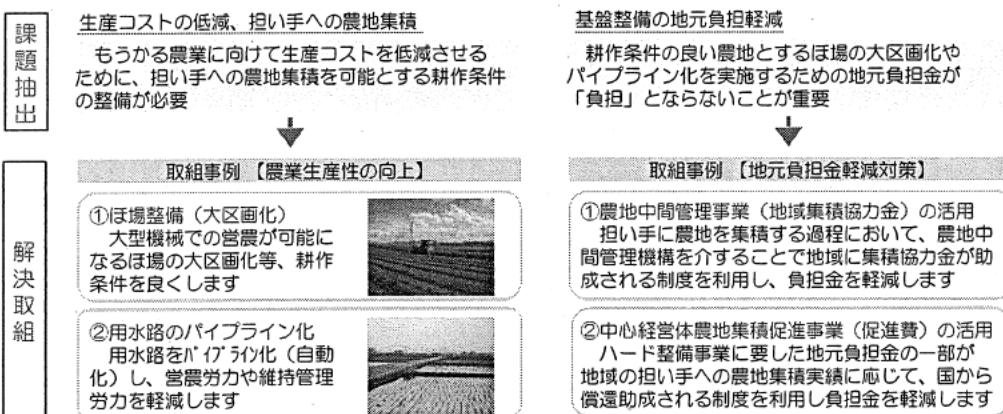 課題抽出
生産コストの低減、担い手への農地集積
もうかる農業に向けて生産コストを低減させる
ために、担い手への農地集積を可能とする耕作条件
の整備が必要
基盤整備の地元負担軽減
耕作条件の良い農地とするほ場の大区画化や
パイプライン化を実施するための地元負担金が
「負担」とならないことが重要
解決取組
取組事例 【農業生産性の向上】
①ほ場整備（大区画化）
大型機械での営農が可能に
なるほ場の大区画化等、耕作
条件を良くします
②用水路のパイプライン化
用水路をﾊﾟｲﾌﾟﾗｲﾝ化（自動
化）し、営農労力や維持管理
労力を軽減します
取組事例 【地元負担金軽減対策】
①農地中間管理事業（地域集積協力金）の活用
担い手に農地を集積する過程において、農地中
間管理機構を介することで地域に集積協力金が助
成される制度を利用し、負担金を軽減します
②中心経営体農地集積促進事業（促進費）の活用
ハード整備事業に要した地元負担金の一部が
地域の担い手への農地集積実績に応じて、国から
償還助成される制度を利用し負担金を軽減します